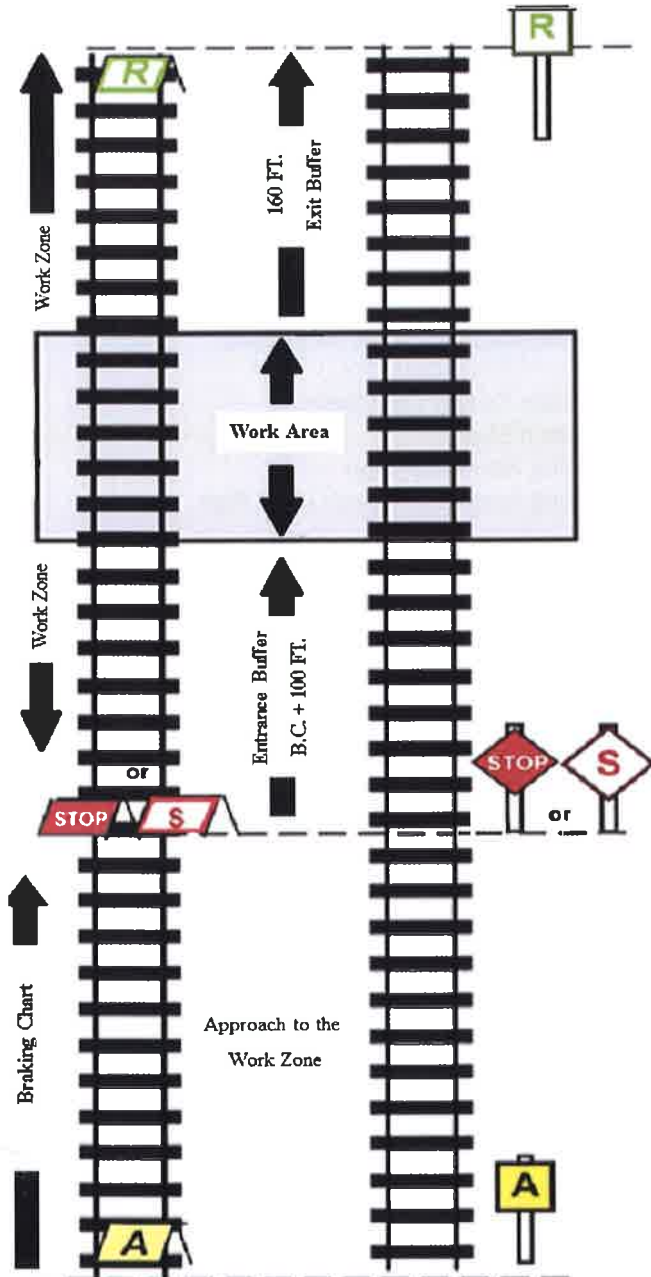 R
R
160 FT.
Exit Buffer
Work Zone
Work Area
Work Zone
Entrance Buffer
B.C. + 100 FT.
or
STOP
S
STOP
S
or
Braking Chart
Approach to the
Work Zone
A
A